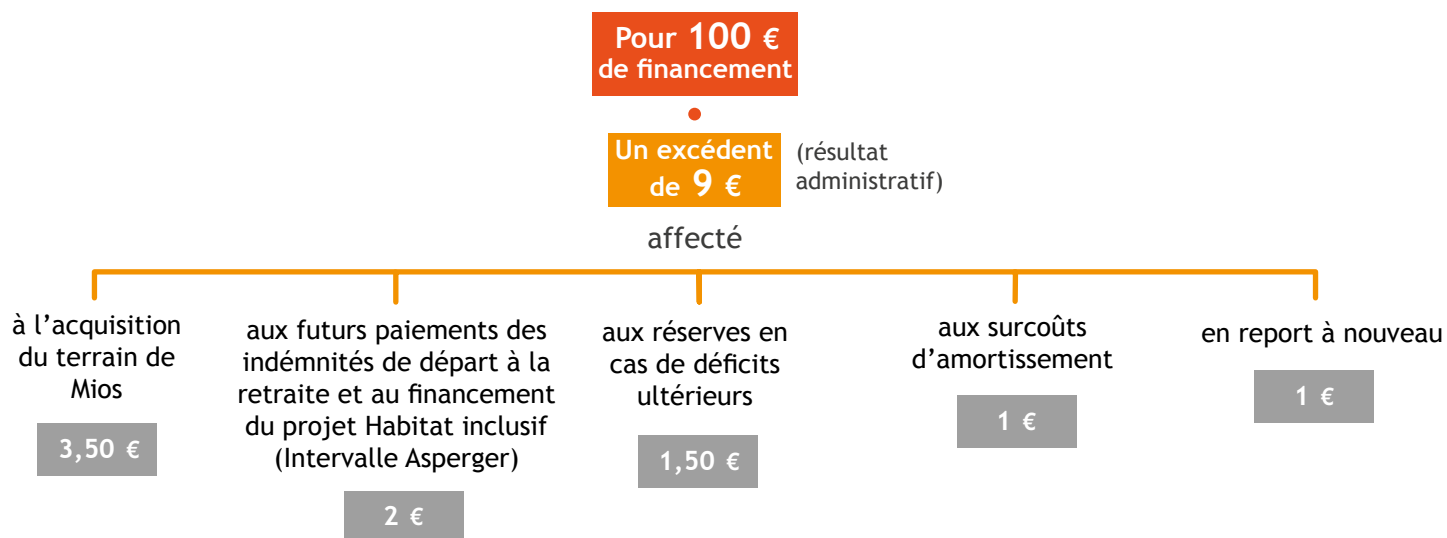 Pour 100 €
de financement
Un excédent
de 9 €
(résultat
administratif)
affecté
à l’acquisition
du terrain de
Mios
3,50 €
aux futurs paiements des
indémnités de départ à la
retraite et au financement
du projet Habitat inclusif
(Intervalle Asperger)
2 €
aux réserves en
cas de déficits
ultérieurs
1,50 €
aux surcoûts
d’amortissement
1 €
en report à nouveau
1 €